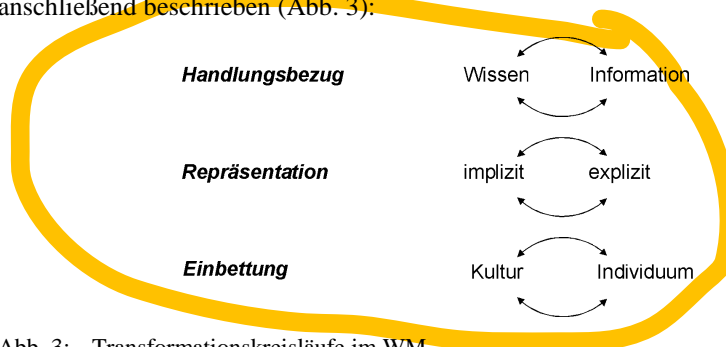 anschließend beschrieben (Abb. 3):
Handlungsbezug Wissen Information
Repräsentation implizit explizit
Einbettung Kultur Individuum
Abb. 3: Transformationskreisläufe im WM